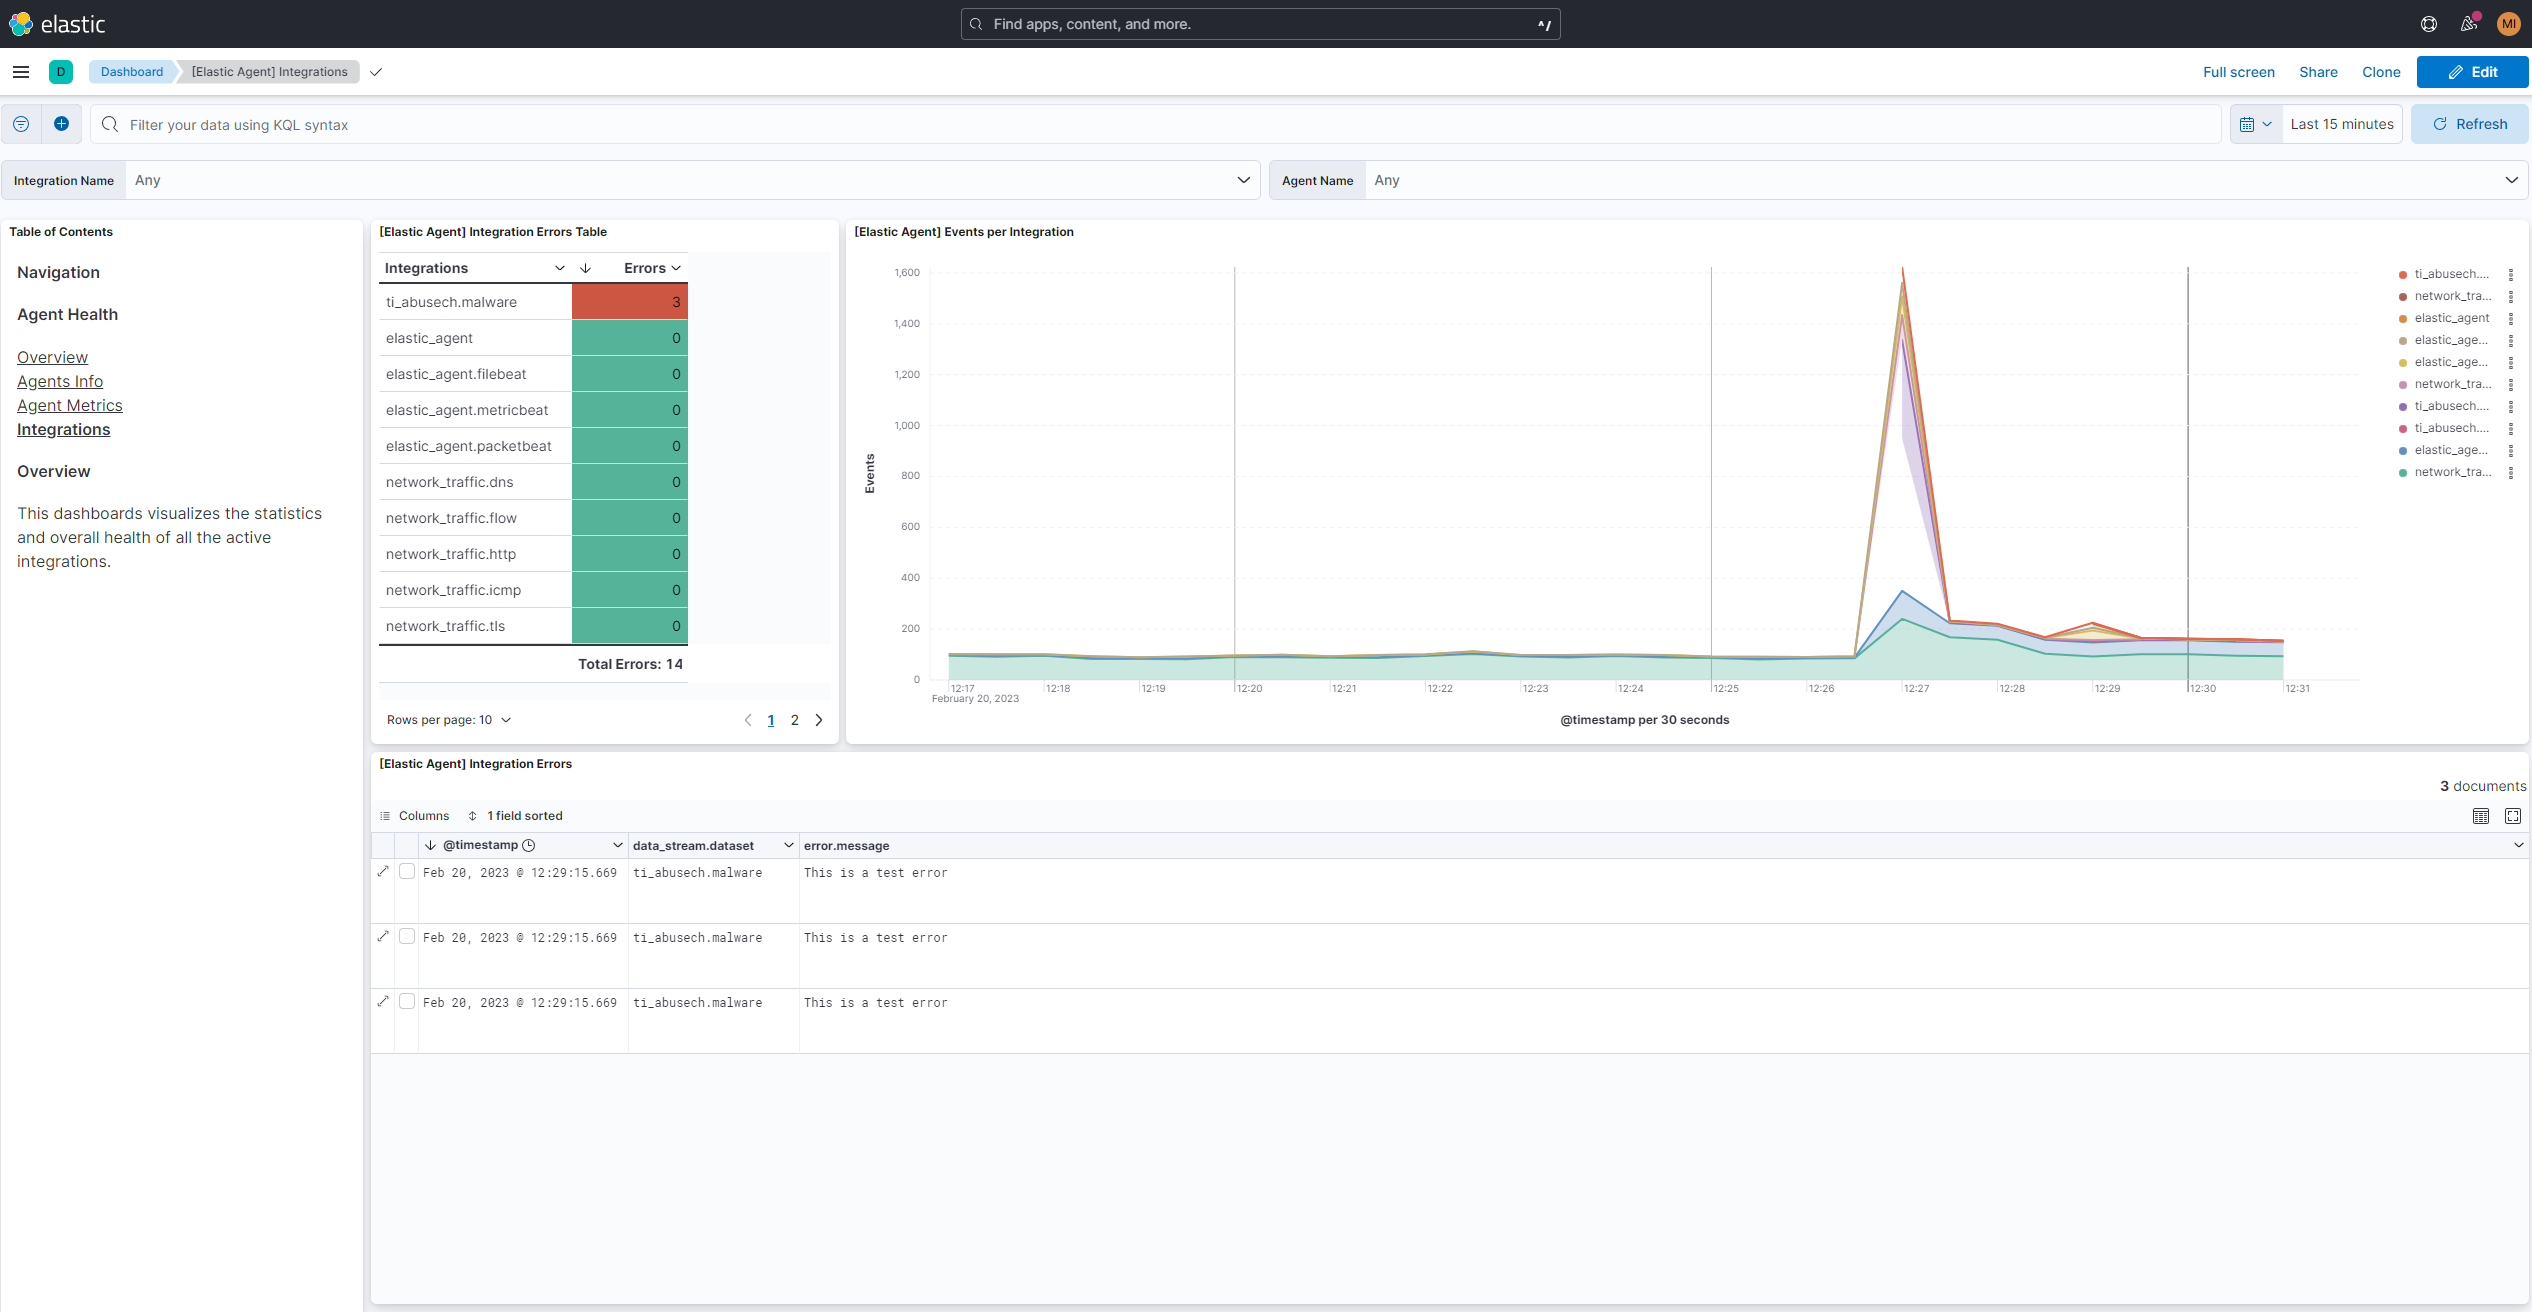 elastic
Find apps, content, and more.
^/
MI
D
Dashboard
[Elastic Agent] Integrations
Full screen
Share
Clone
Edit
Filter your data using KQL syntax
Last 15 minutes
Refresh
Integration Name
Any
Agent Name
Any
Table of Contents
Navigation
Agent Health
Overview
Agents Info
Agent Metrics
Integrations
Overview
This dashboards visualizes the statistics
and overall health of all the active
integrations.
[Elastic Agent] Integration Errors Table
Integrations Errors
ti_abusech.malware 3
elastic_agent 0
elastic_agent.filebeat 0
elastic_agent.metricbeat 0
elastic_agent.packetbeat 0
network_traffic.dns 0
network_traffic.flow 0
network_traffic.http 0
network_traffic.icmp 0
network_traffic.tls 0
Total Errors: 14
Rows per page: 10
1 2
[Elastic Agent] Events per Integration
Events
1,600
1,400
1,200
1,000
800
600
400
200
0
12:17 12:18 12:19 12:20 12:21 12:22 12:23 12:24 12:25 12:26 12:27 12:28 12:29 12:30 12:31
February 20, 2023
@timestamp per 30 seconds
ti_abusech....
network_tra...
elastic_agent
elastic_age...
elastic_age...
network_tra...
ti_abusech....
ti_abusech....
elastic_age...
network_tra...
[Elastic Agent] Integration Errors
3 documents
Columns
1 field sorted
@timestamp data_stream.dataset error.message
Feb 20, 2023 @ 12:29:15.669 ti_abusech.malware This is a test error
Feb 20, 2023 @ 12:29:15.669 ti_abusech.malware This is a test error
Feb 20, 2023 @ 12:29:15.669 ti_abusech.malware This is a test error